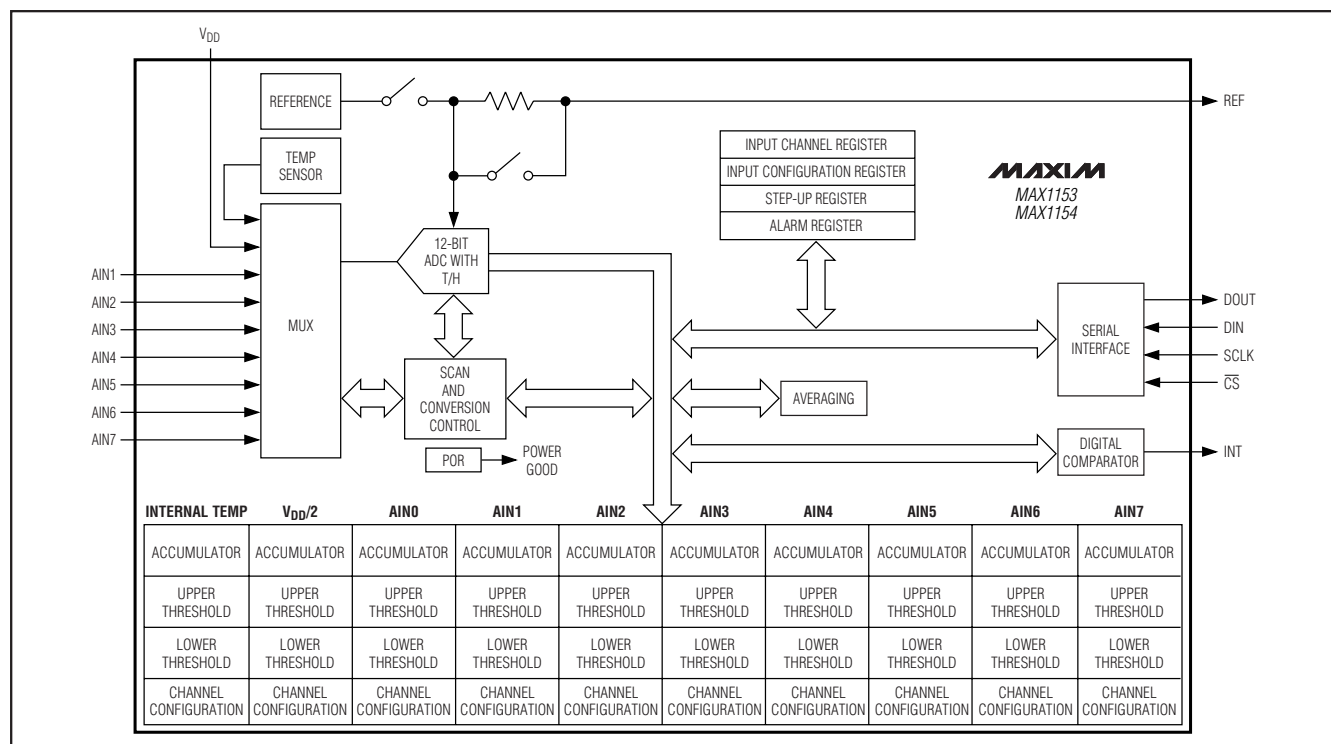 VDD
REFERENCE
REF
TEMP
SENSOR
INPUT CHANNEL REGISTER
INPUT CONFIGURATION REGISTER
STEP-UP REGISTER
ALARM REGISTER
MAXIM
MAX1153
MAX1154
12-BIT
ADC WITH
T/H
AIN1
AIN2
AIN3
AIN4
AIN5
AIN6
AIN7
MUX
SCAN
AND
CONVERSION
CONTROL
POR
POWER
GOOD
AVERAGING
SERIAL
INTERFACE
DOUT
DIN
SCLK
CS
DIGITAL
COMPARATOR
INT
INTERNAL TEMP VDD/2 AIN0 AIN1 AIN2 AIN3 AIN4 AIN5 AIN6 AIN7
ACCUMULATOR ACCUMULATOR ACCUMULATOR ACCUMULATOR ACCUMULATOR ACCUMULATOR ACCUMULATOR ACCUMULATOR ACCUMULATOR ACCUMULATOR
UPPER UPPER UPPER UPPER UPPER UPPER UPPER UPPER UPPER UPPER
THRESHOLD THRESHOLD THRESHOLD THRESHOLD THRESHOLD THRESHOLD THRESHOLD THRESHOLD THRESHOLD THRESHOLD
LOWER LOWER LOWER LOWER LOWER LOWER LOWER LOWER LOWER LOWER
THRESHOLD THRESHOLD THRESHOLD THRESHOLD THRESHOLD THRESHOLD THRESHOLD THRESHOLD THRESHOLD THRESHOLD
CHANNEL CHANNEL CHANNEL CHANNEL CHANNEL CHANNEL CHANNEL CHANNEL CHANNEL CHANNEL
CONFIGURATION CONFIGURATION CONFIGURATION CONFIGURATION CONFIGURATION CONFIGURATION CONFIGURATION CONFIGURATION CONFIGURATION CONFIGURATION